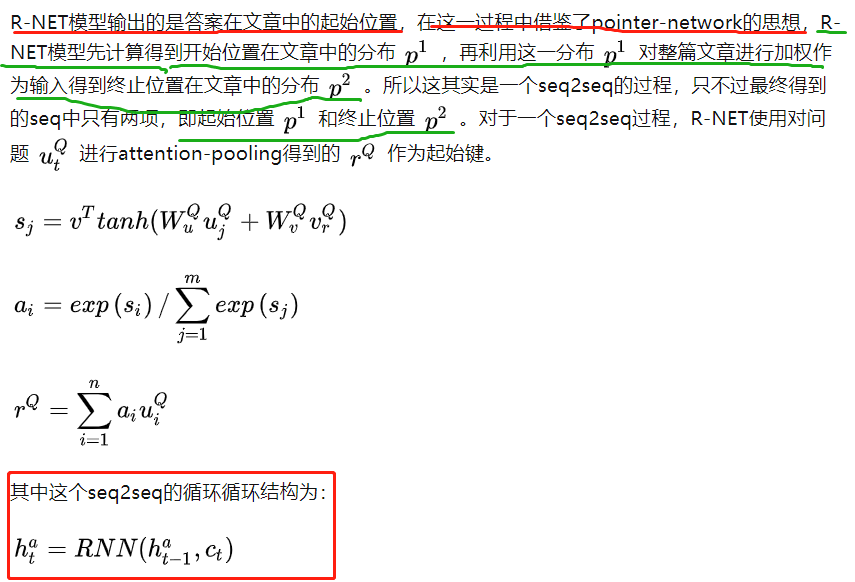 R-NET模型输出的是答案在文章中的起始位置，在这一过程中借鉴了pointer-network的思想，R-
NET模型先计算得到开始位置在文章中的分布 p^1 ，再利用这一分布 p^1 对整篇文章进行加权作
为输入得到终止位置在文章中的分布 p^2 。所以这其实是一个seq2seq的过程，只不过最终得到
的seq中只有两项，即起始位置 p^1 和终止位置 p^2 。对于一个seq2seq过程，R-NET使用对问
题 u_t^Q 进行attention-pooling得到的 r^Q 作为起始键。
s_j = v^T tanh(W_u^Q u_j^Q + W_v^Q v_r^Q)
a_i = exp(s_i) / ∑_{j=1}^{m} exp(s_j)
r^Q = ∑_{i=1}^{n} a_i u_i^Q
其中这个seq2seq的循环循环结构为：
h_t^a = RNN(h_{t-1}^a, c_t)